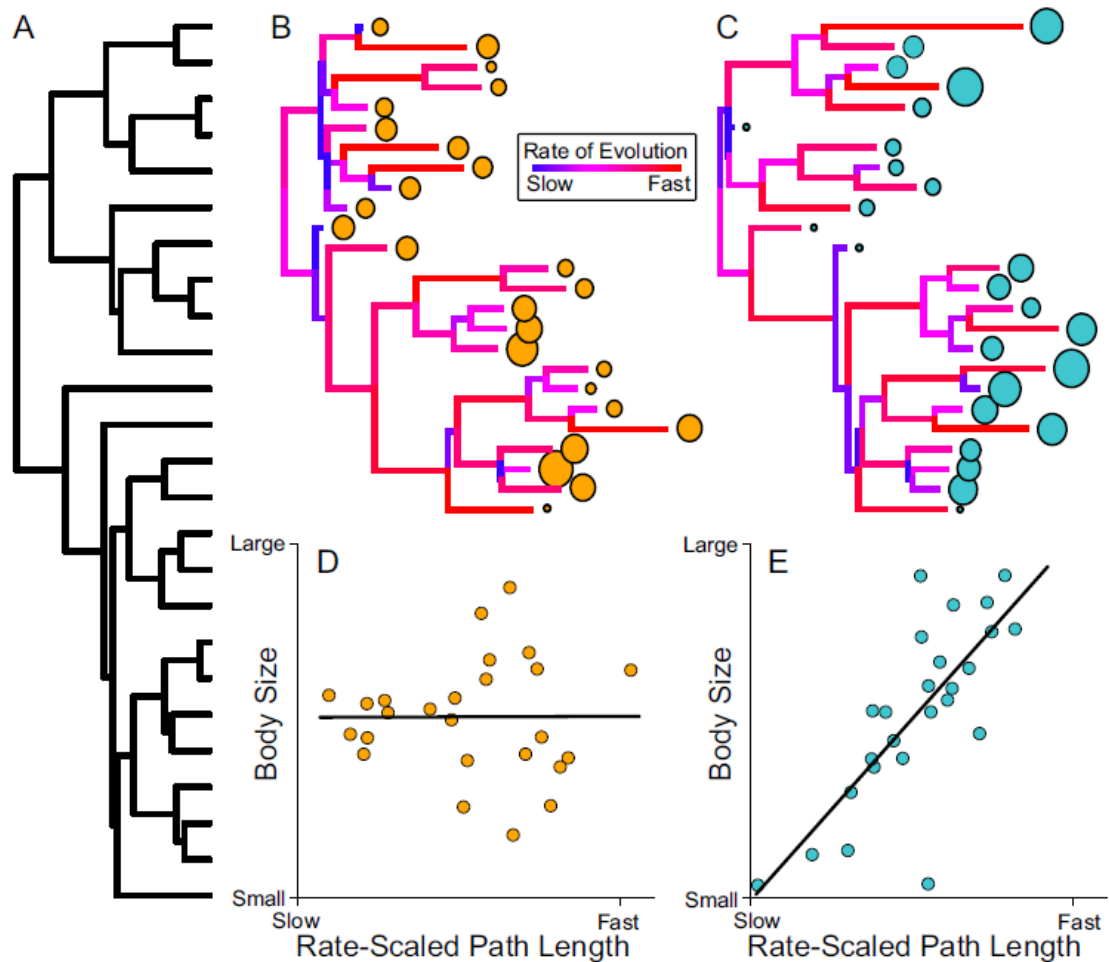 A
B
C
Rate of Evolution
Slow Fast
D
E
Large
Body Size
Small
Slow Fast
Rate-Scaled Path Length
Large
Body Size
Small
Slow Fast
Rate-Scaled Path Length